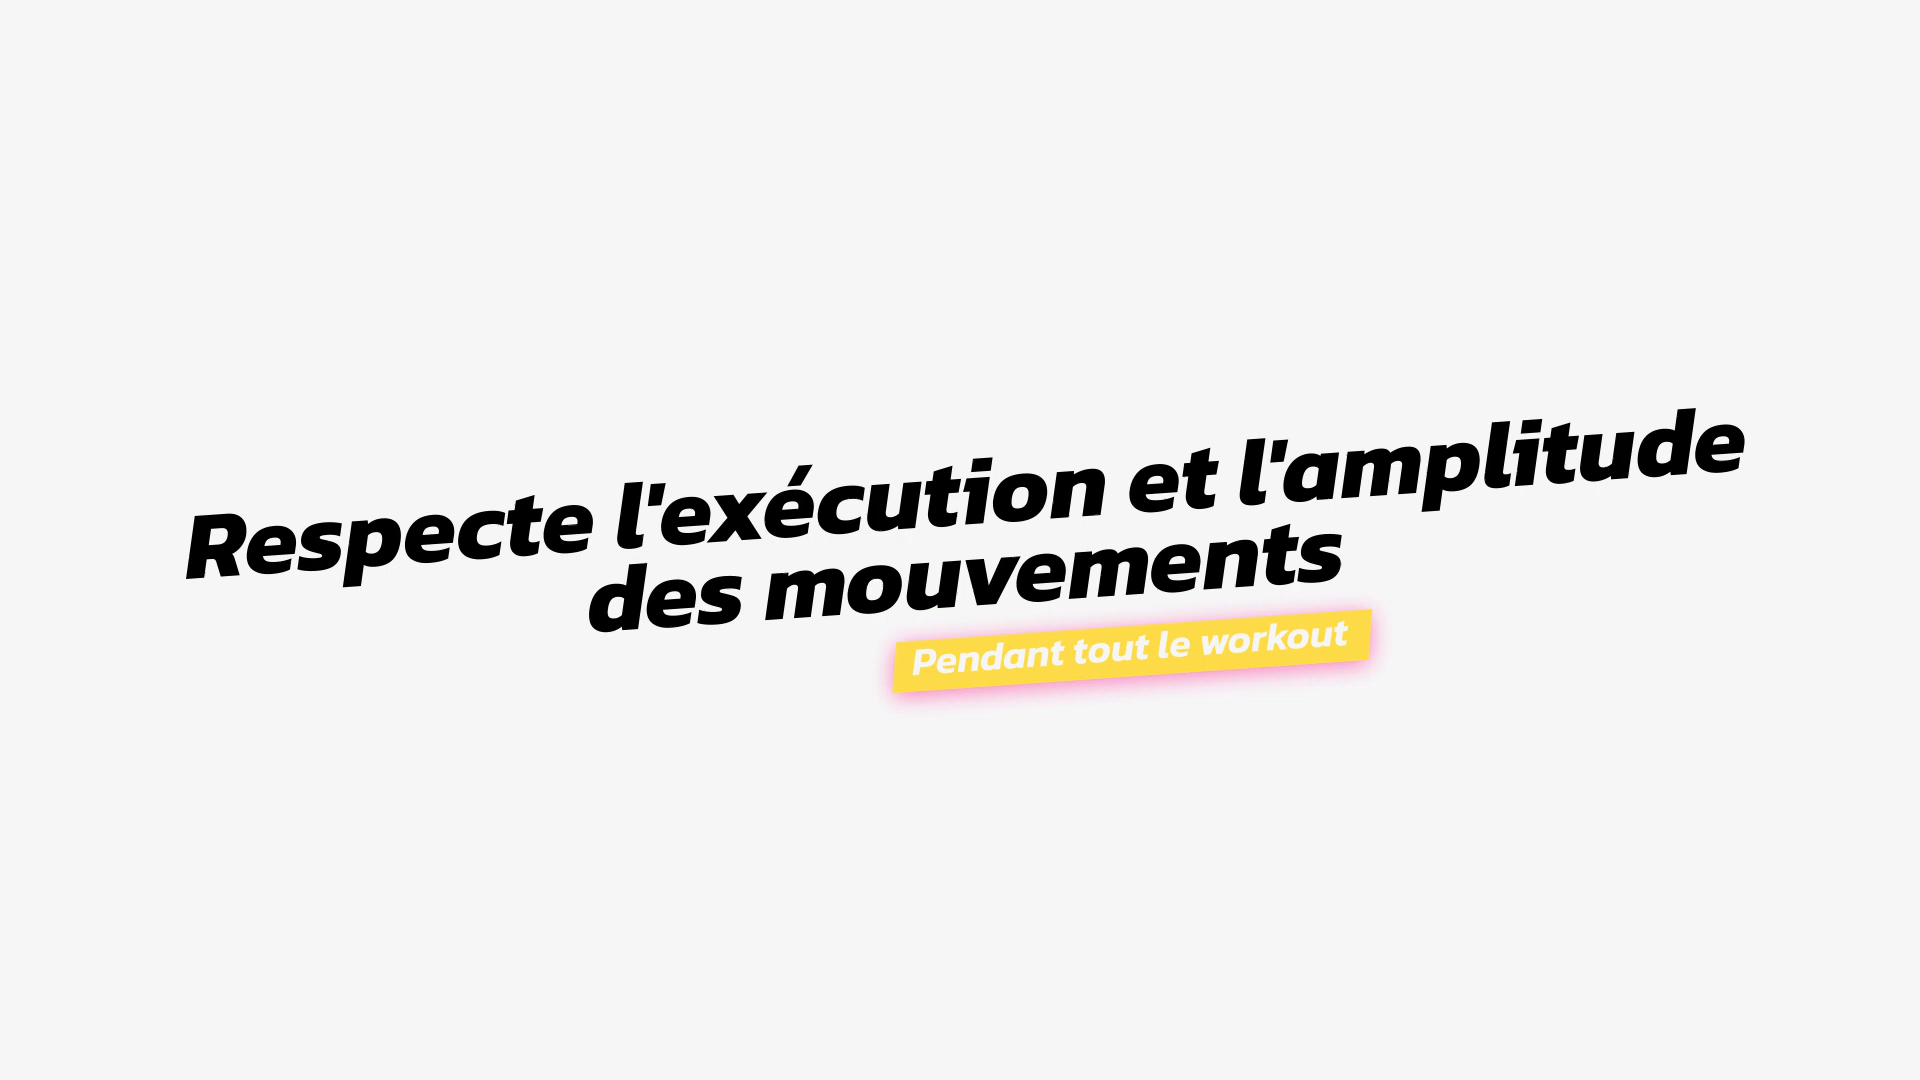 Respecte l'exécution et l'amplitude
des mouvements
Pendant tout le workout